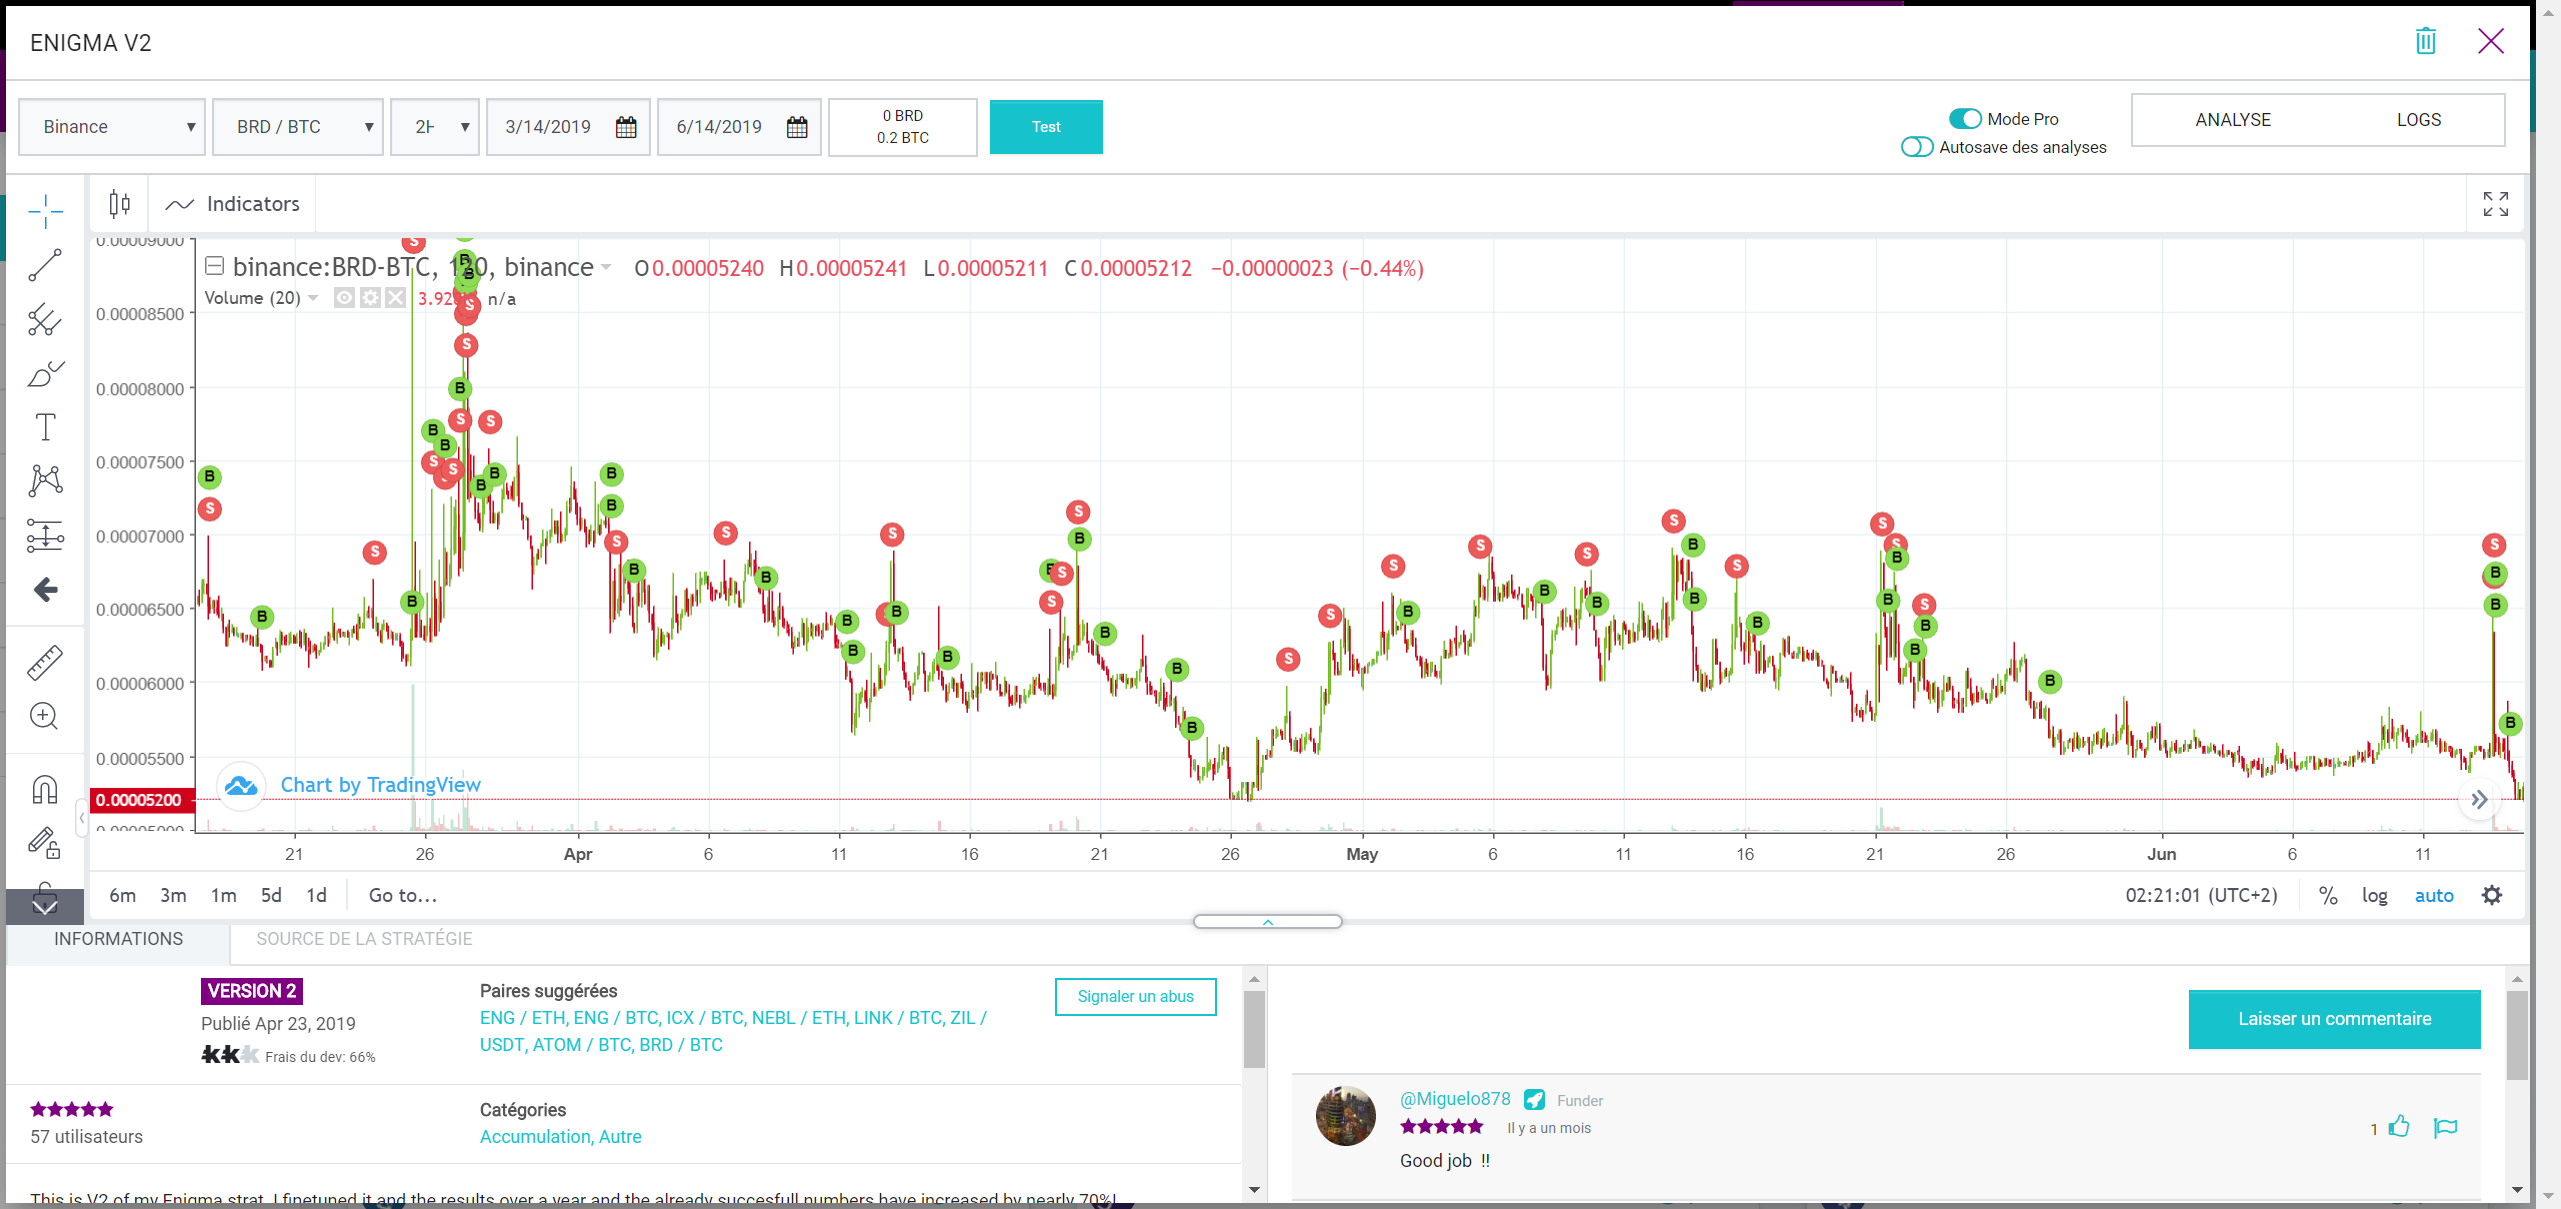 ENIGMA V2
Binance ▼ BRD / BTC ▼ 2H ▼ 3/14/2019 6/14/2019
0 BRD
0.2 BTC
Test
Mode Pro
Autosave des analyses
ANALYSE LOGS
Indicators
binance:BRD-BTC, 120, binance O0.00005240 H0.00005241 L0.00005211 C0.00005212 −0.00000023 (−0.44%)
Volume (20) n/a
0.00009000
0.00008500
0.00008000
0.00007500
0.00007000
0.00006500
0.00006000
0.00005500
0.00005200
0.00005000
Chart by TradingView
21 26 Apr 6 11 16 21 26 May 6 11 16 21 26 Jun 6 11
6m 3m 1m 5d 1d Go to... 02:21:01 (UTC+2) % log auto
INFORMATIONS SOURCE DE LA STRATÉGIE
VERSION 2
Publié Apr 23, 2019
Frais du dev: 66%
Paires suggérées
ENG / ETH, ENG / BTC, ICX / BTC, NEBL / ETH, LINK / BTC, ZIL /
USDT, ATOM / BTC, BRD / BTC
Signaler un abus
57 utilisateurs
Catégories
Accumulation, Autre
This is V2 of my Enigma strat. I finetuned it and the results over a year and the already succesfull numbers have increased by nearly 70%!
Laisser un commentaire
@Miguelo878 Funder
Il y a un mois
1
Good job !!